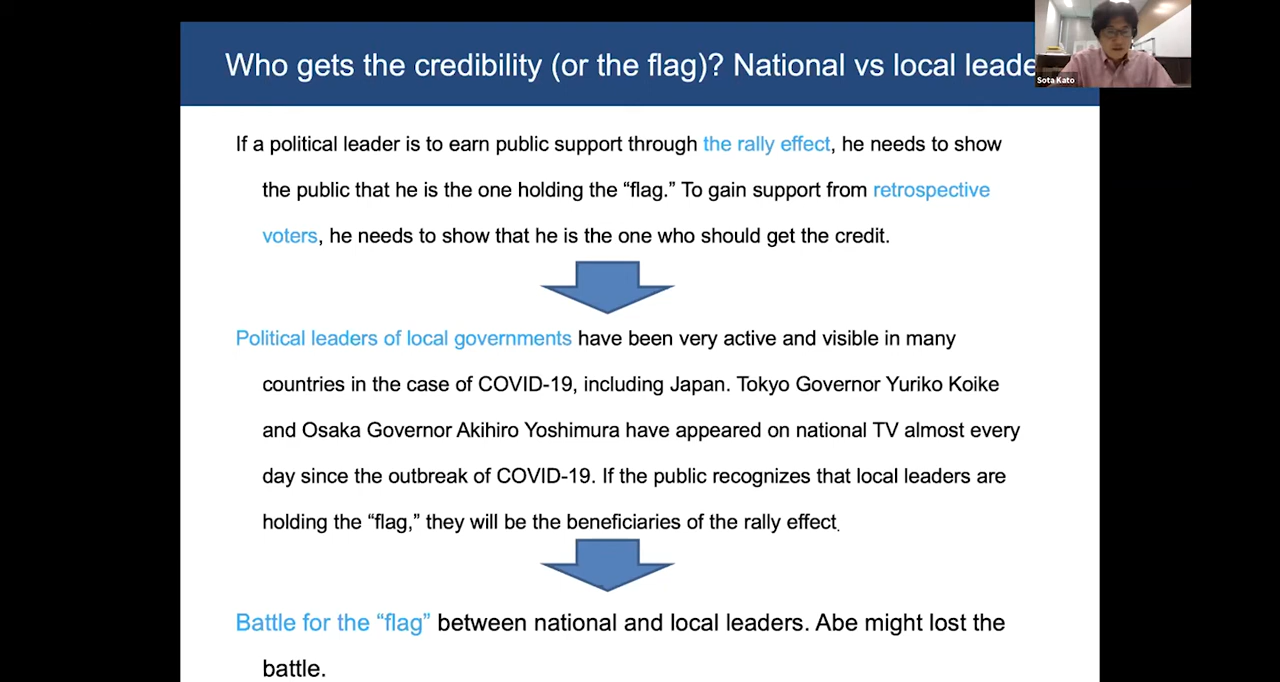 Who gets the credibility (or the flag)? National vs local leade
Sota Kato
If a political leader is to earn public support through the rally effect, he needs to show
the public that he is the one holding the “flag.” To gain support from retrospective
voters, he needs to show that he is the one who should get the credit.
Political leaders of local governments have been very active and visible in many
countries in the case of COVID-19, including Japan. Tokyo Governor Yuriko Koike
and Osaka Governor Akihiro Yoshimura have appeared on national TV almost every
day since the outbreak of COVID-19. If the public recognizes that local leaders are
holding the “flag,” they will be the beneficiaries of the rally effect.
Battle for the “flag” between national and local leaders. Abe might lost the
battle.